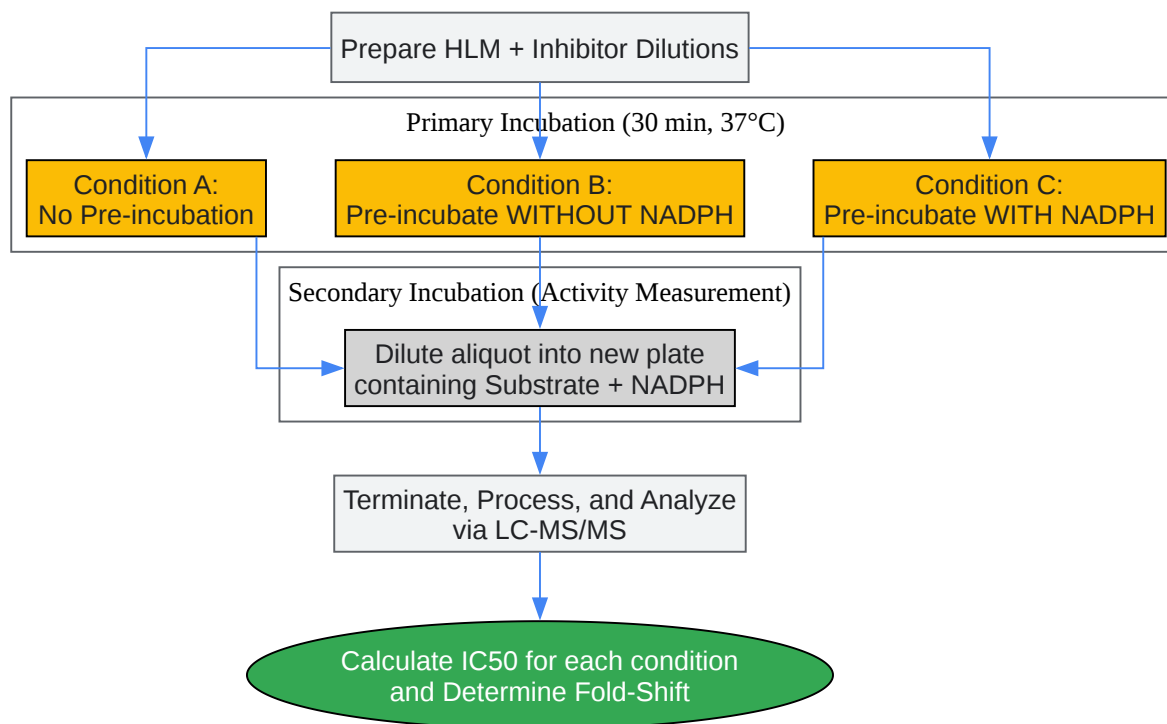 Prepare HLM + Inhibitor Dilutions
Primary Incubation (30 min, 37°C)
Condition A:
No Pre-incubation
Condition B:
Pre-incubate WITHOUT NADPH
Condition C:
Pre-incubate WITH NADPH
Secondary Incubation (Activity Measurement)
Dilute aliquot into new plate
containing Substrate + NADPH
Terminate, Process, and Analyze
via LC-MS/MS
Calculate IC50 for each condition
and Determine Fold-Shift